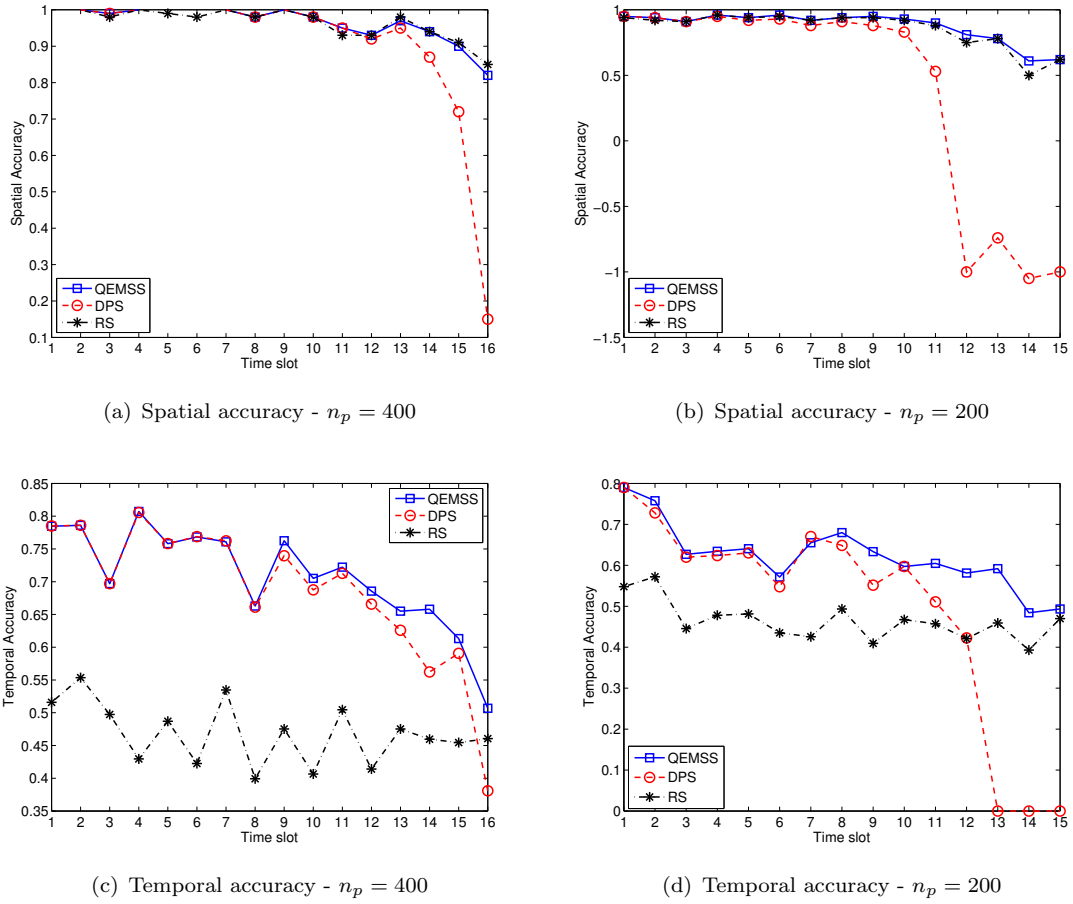 1
0.9
0.8
0.7
0.6
0.5
0.4
0.3
0.2
0.1
Spatial Accuracy
QEMSS
DPS
RS
1 2 3 4 5 6 7 8 9 10 11 12 13 14 15 16
Time slot
(a) Spatial accuracy - n_p = 400
1
0.5
0
−0.5
−1
−1.5
Spatial Accuracy
QEMSS
DPS
RS
1 2 3 4 5 6 7 8 9 10 11 12 13 14 15
Time slot
(b) Spatial accuracy - n_p = 200
0.85
0.8
0.75
0.7
0.65
0.6
0.55
0.5
0.45
0.4
0.35
Temporal Accuracy
QEMSS
DPS
RS
1 2 3 4 5 6 7 8 9 10 11 12 13 14 15 16
Time slot
(c) Temporal accuracy - n_p = 400
0.8
0.7
0.6
0.5
0.4
0.3
0.2
0.1
0
Temporal Accuracy
QEMSS
DPS
RS
1 2 3 4 5 6 7 8 9 10 11 12 13 14 15
Time slot
(d) Temporal accuracy - n_p = 200